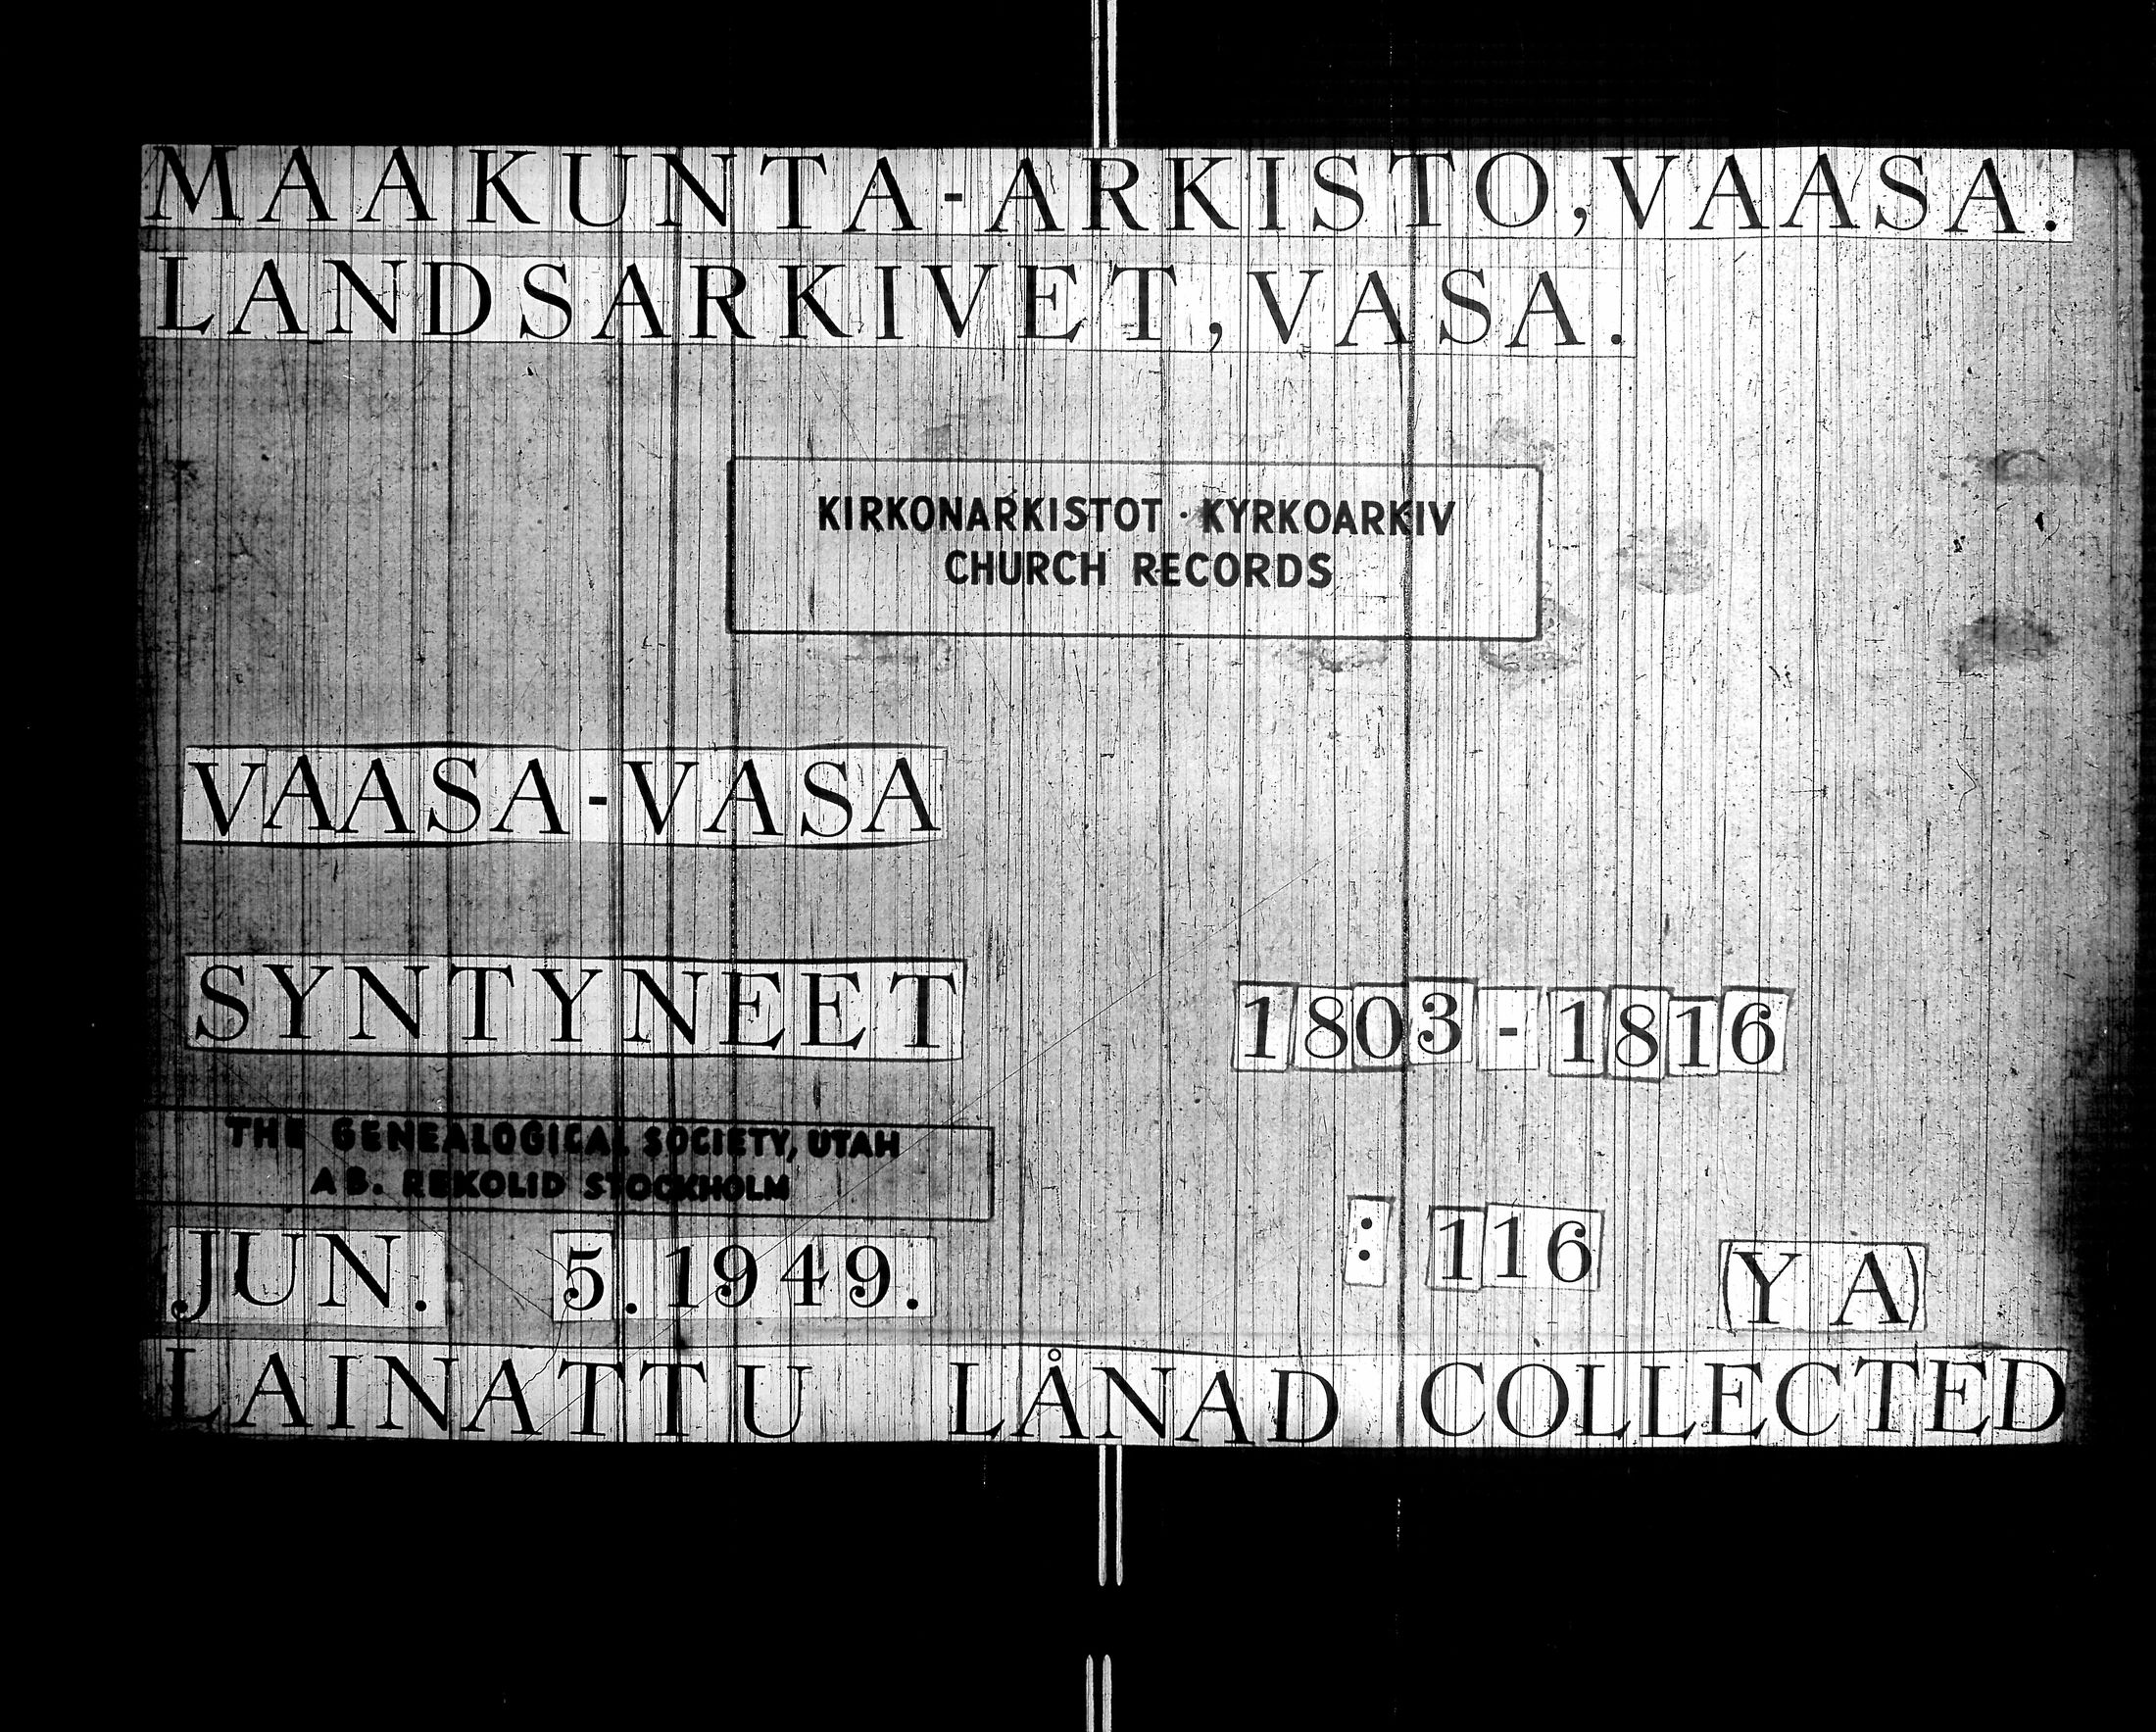 MAAKUNTA-ARKISTO, VAASA.
LANDSARKIVET, VASA.
KIRKONARKISTOT · KYRKOARKIV
CHURCH RECORDS
VAASA-VASA
SYNTYNEET 1803-1816
THE GENEALOGICAL SOCIETY, UTAH
AB. REKOLID STOCKHOLM
JUN. 5.1949. : 116 (Y A)
LAINATTU LÅNAD COLLECTED